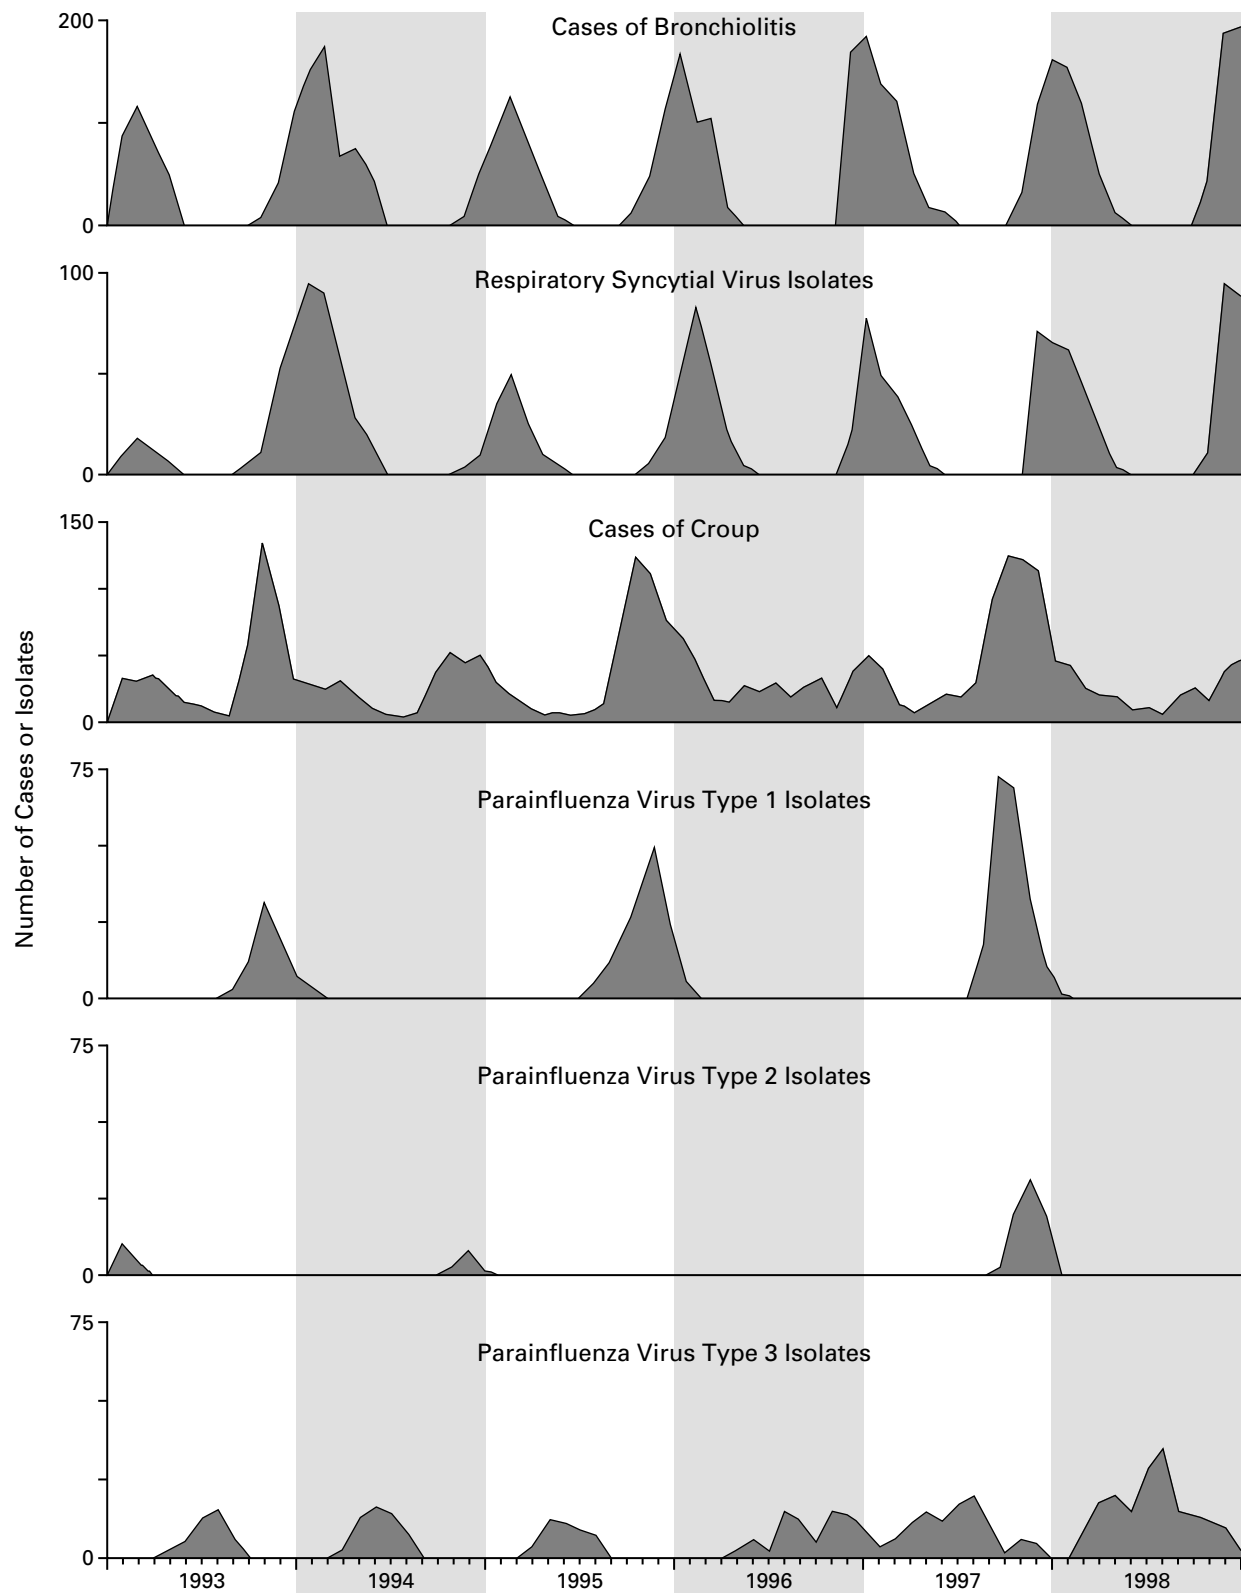 200
Cases of Bronchiolitis
0
100
Respiratory Syncytial Virus Isolates
0
150
Cases of Croup
0
Number of Cases or Isolates
75
Parainfluenza Virus Type 1 Isolates
0
75
Parainfluenza Virus Type 2 Isolates
0
75
Parainfluenza Virus Type 3 Isolates
0
1993 1994 1995 1996 1997 1998